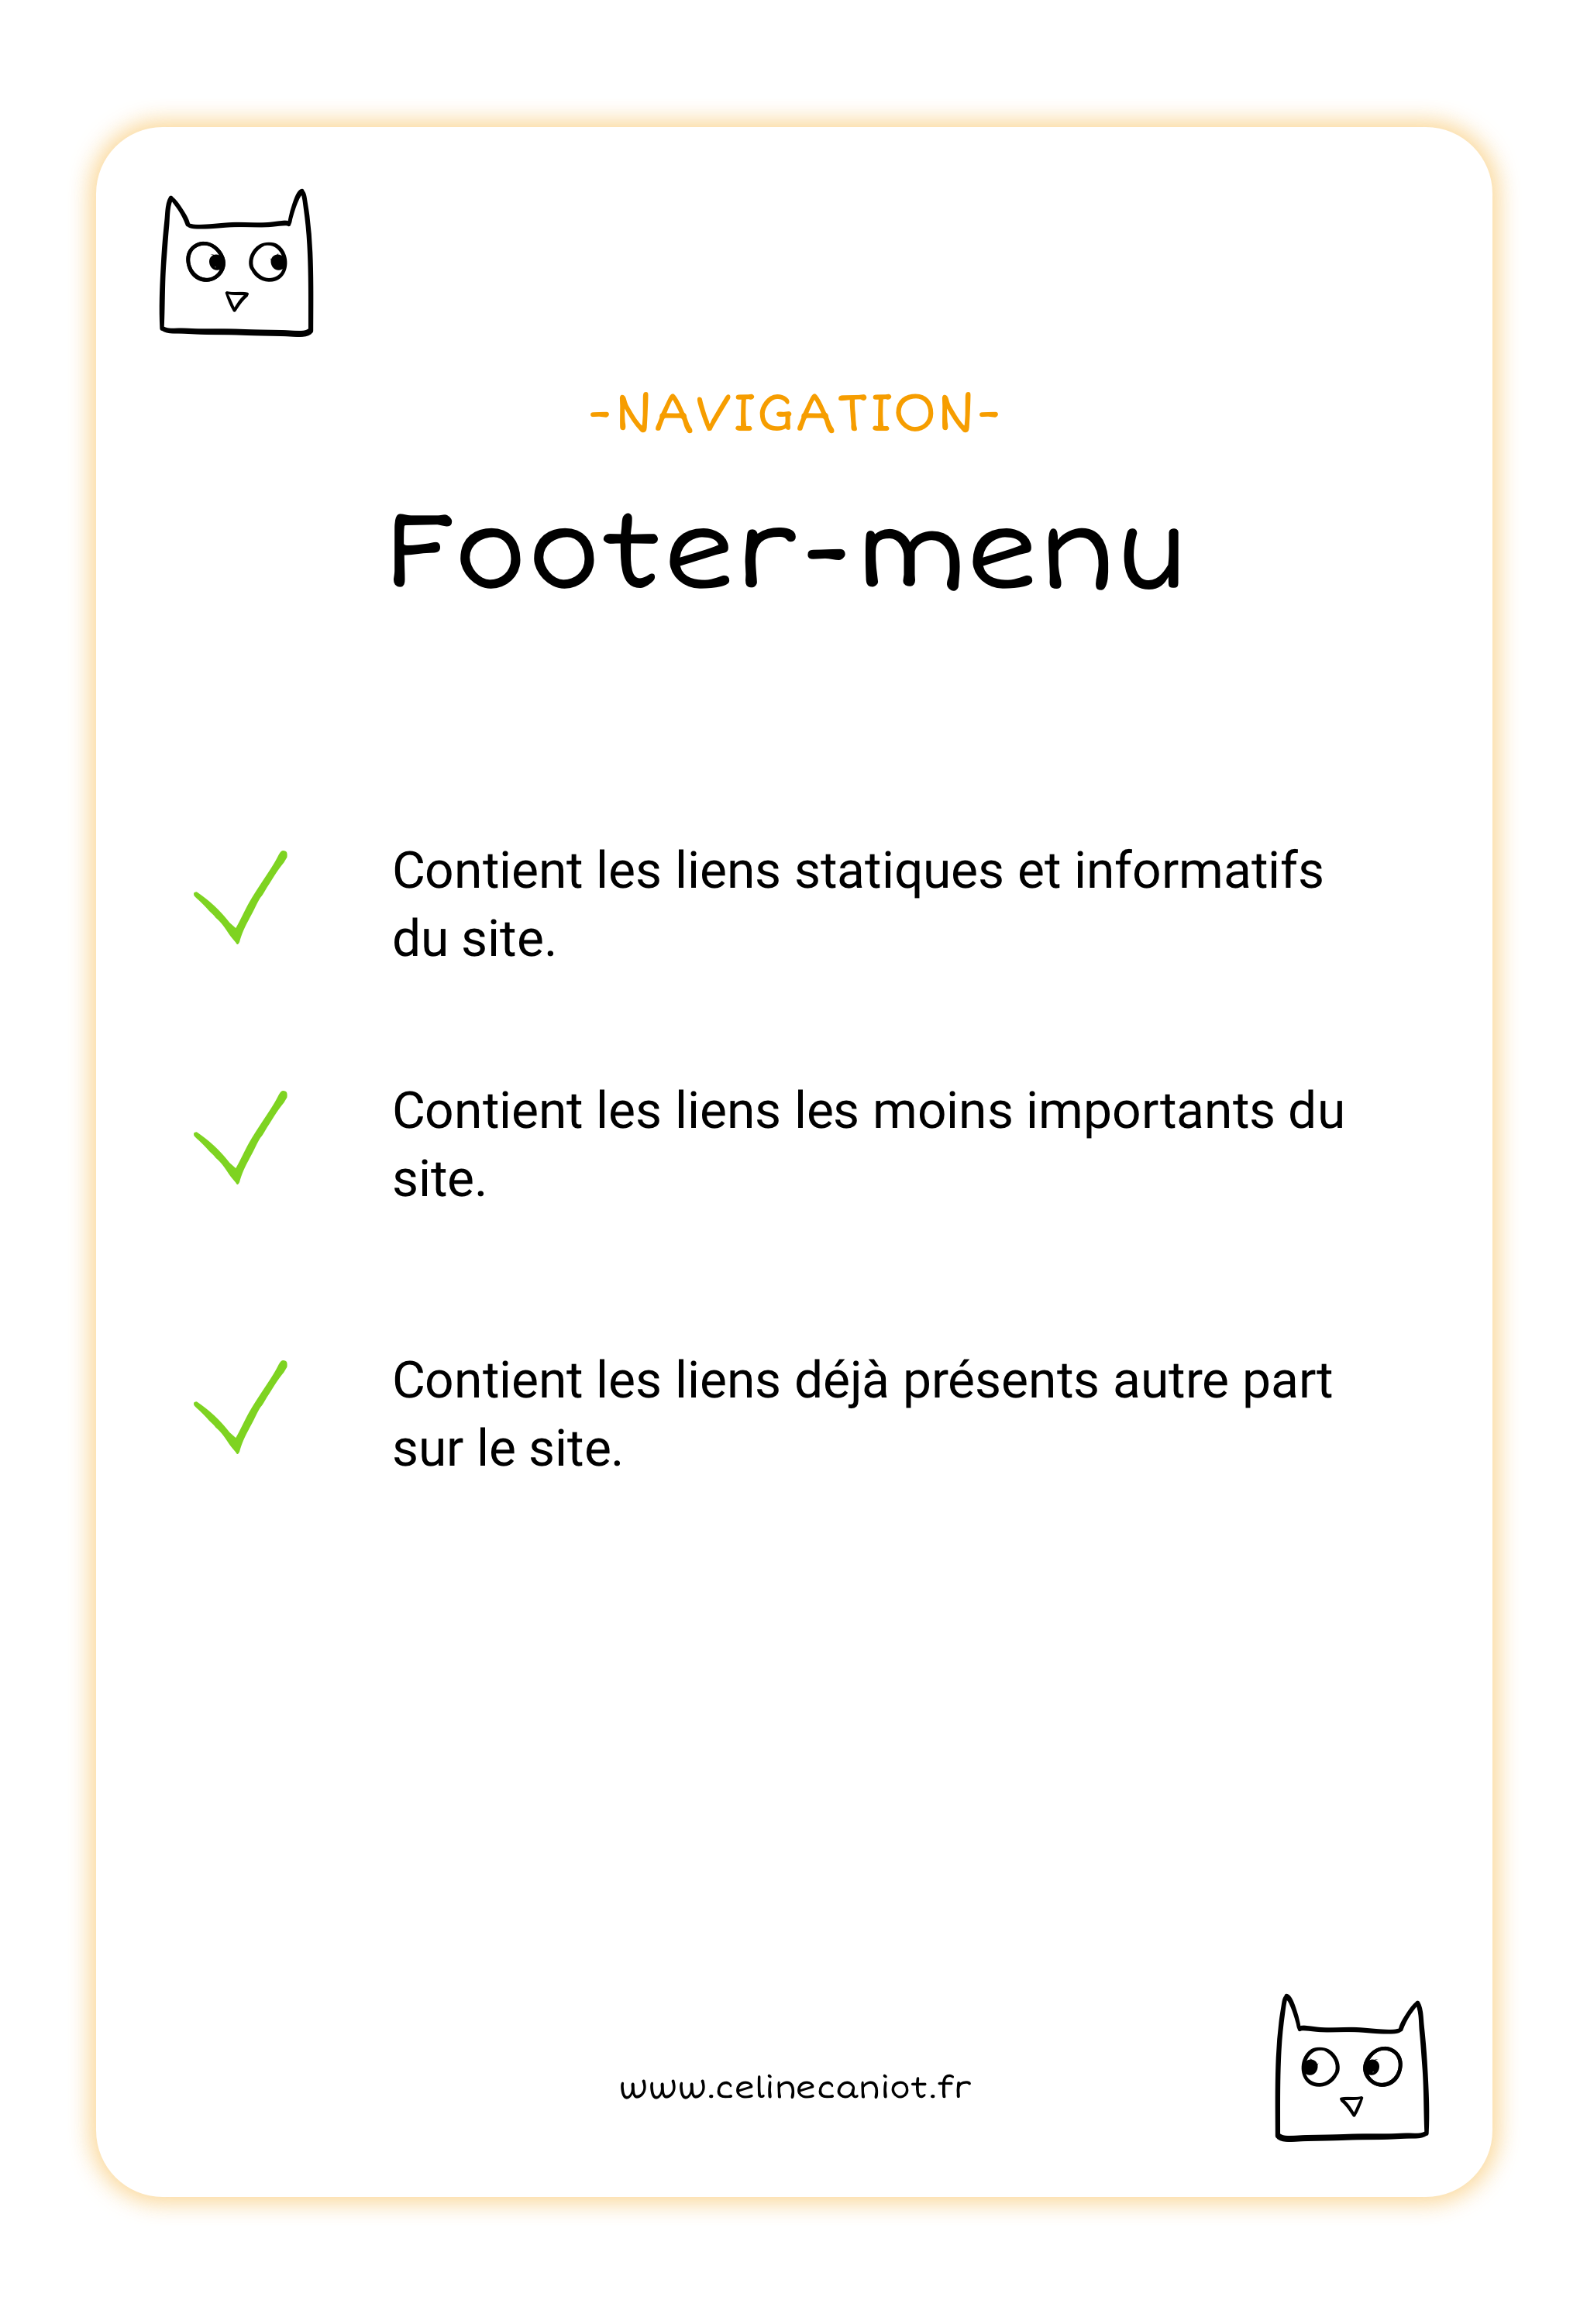 -NAVIGATION-
Footer-menu
Contient les liens statiques et informatifs
du site.
Contient les liens les moins importants du
site.
Contient les liens déjà présents autre part
sur le site.
www.celinecaniot.fr